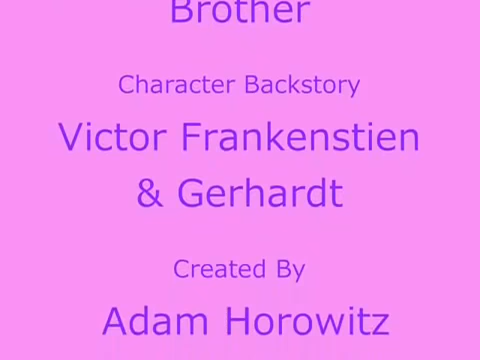 Brother
Character Backstory
Victor Frankenstien
& Gerhardt
Created By
Adam Horowitz